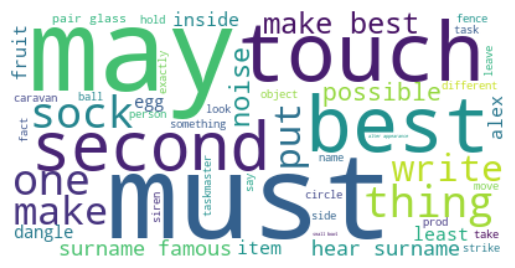 pair glass
hold
inside
make best
fence
task
fruit
may
exactly
noise
touch
leave
caravan
ball
egg
person
look
object
possible
different
sock
something
put
best
alex
fact
second
write
one
must
thing
name
move
make
siren
taskmaster
say
circle
side
prod
least
take
dangle
surname famous
item
hear surname
strike
alter appearance
small boat